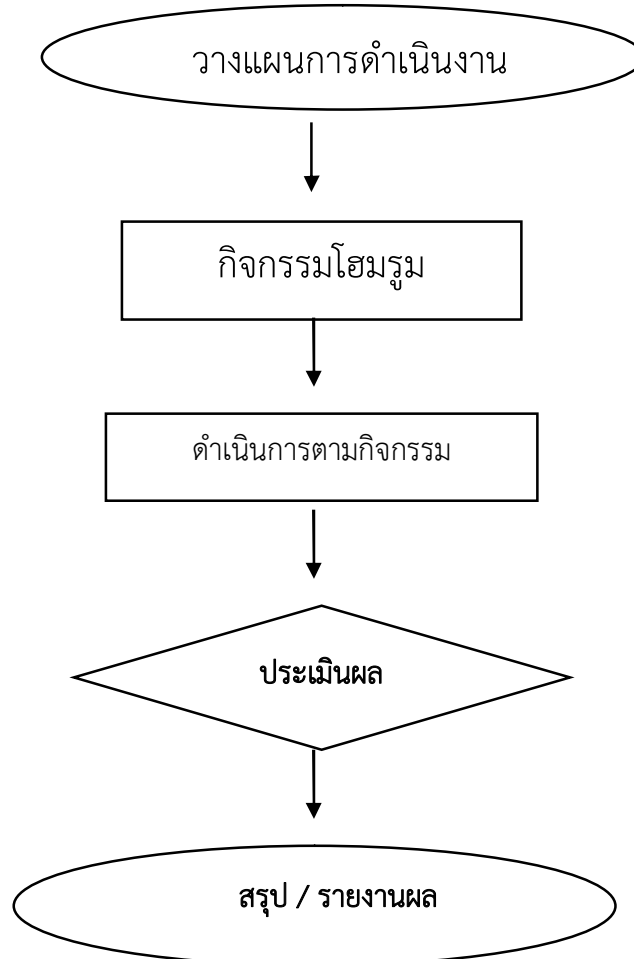 วางแผนการดำเนินงาน
กิจกรรมโฮมรูม
ดำเนินการตามกิจกรรม
ประเมินผล
สรุป / รายงานผล